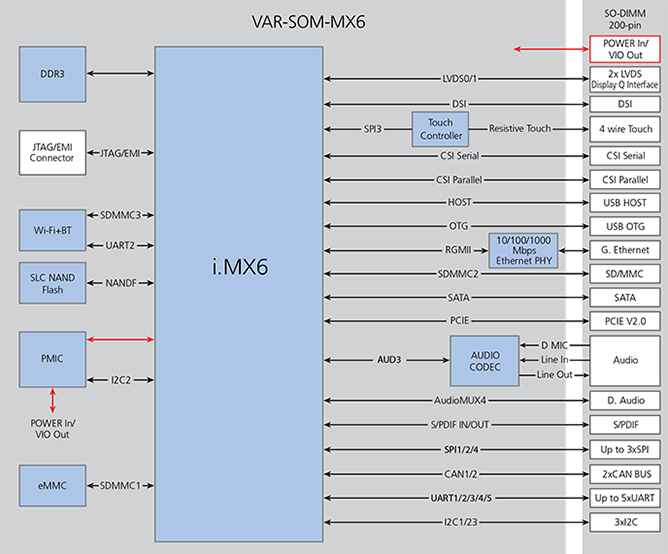 VAR-SOM-MX6
SO-DIMM
200-pin
POWER In/
VIO Out
DDR3
LVDS0/1
2x LVDS
Display Q Interface
DSI
DSI
SPI3
Touch
Controller
Resistive Touch
4 wire Touch
JTAG/EMI
Connector
JTAG/EMI
CSI Serial
CSI Serial
CSI Parallel
CSI Parallel
HOST
USB HOST
Wi-Fi+BT
SDMMC3
UART2
OTG
USB OTG
RGMII
10/100/1000
Mbps
Ethernet PHY
G. Ethernet
i.MX6
SLC NAND
Flash
NANDF
SDMMC2
SD/MMC
SATA
SATA
PCIE
PCIE V2.0
PMIC
I2C2
POWER In/
VIO Out
AUD3
AUDIO
CODEC
D MIC
Line In
Line Out
Audio
AudioMUX4
D. Audio
S/PDIF IN/OUT
S/PDIF
SPI1/2/4
Up to 3xSPI
eMMC
SDMMC1
CAN1/2
2xCAN BUS
UART1/2/3/4/5
Up to 5xUART
I2C1/23
3xI2C